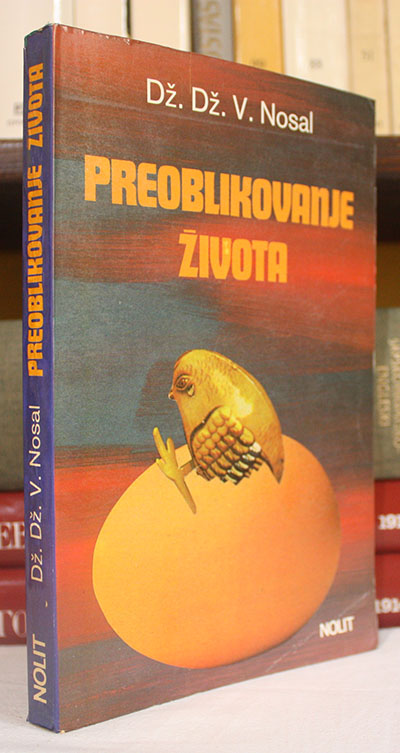 Dž. Dž. V. Nosal
PREOBLIKOVANJE
ŽIVOTA
NOLIT
NOLIT Dž. Dž. V. Nosal PREOBLIKOVANJE ŽIVOTA